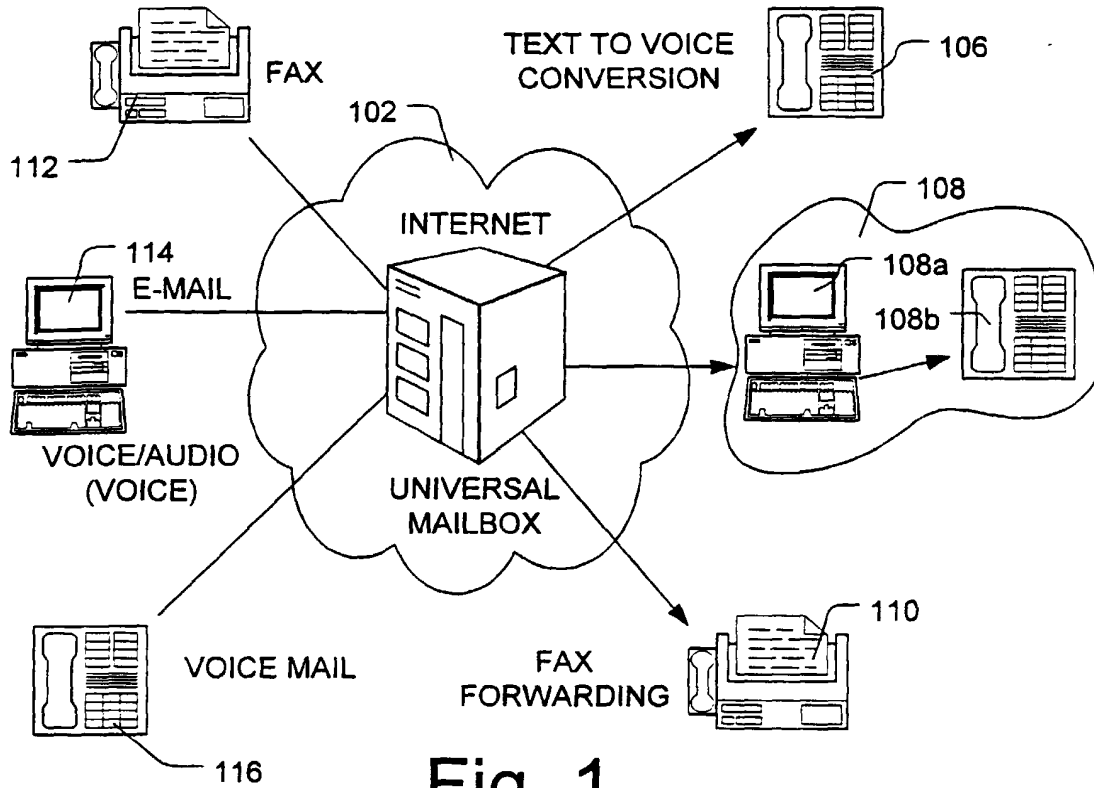 FAX
112
TEXT TO VOICE
CONVERSION
106
102
INTERNET
114
E-MAIL
VOICE/AUDIO
(VOICE)
108
108a
108b
UNIVERSAL
MAILBOX
VOICE MAIL
116
FAX
FORWARDING
110
Fig. 1